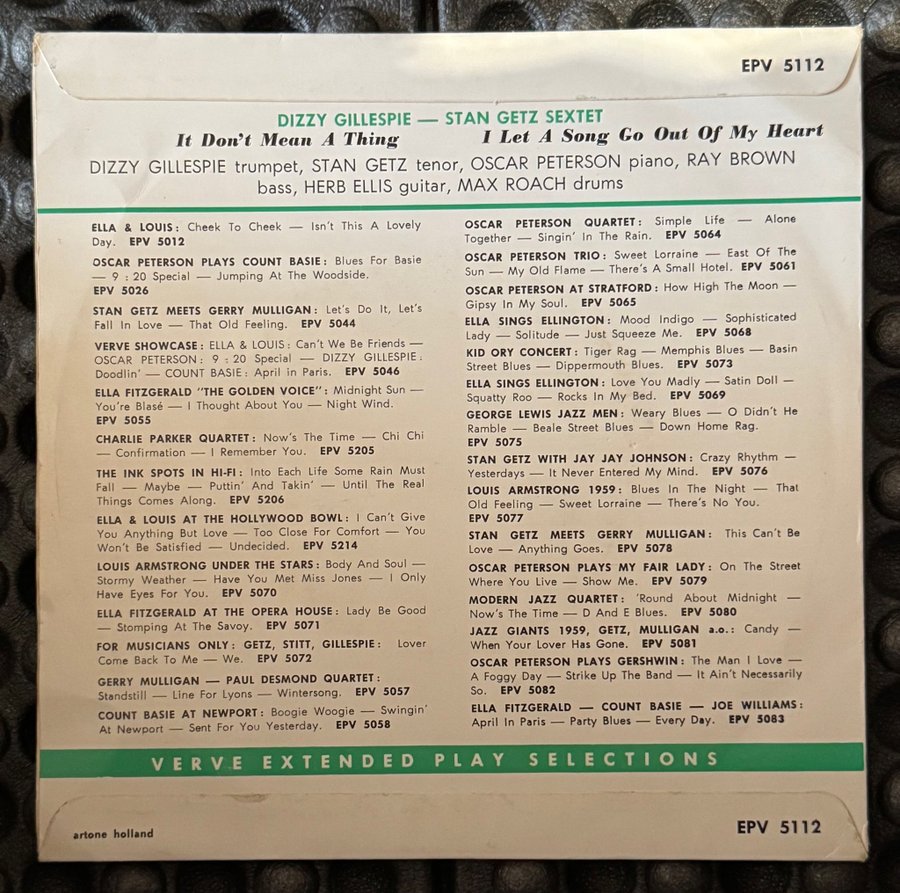 EPV 5112
DIZZY GILLESPIE — STAN GETZ SEXTET
It Don't Mean A Thing I Let A Song Go Out Of My Heart
DIZZY GILLESPIE trumpet, STAN GETZ tenor, OSCAR PETERSON piano, RAY BROWN
bass, HERB ELLIS guitar, MAX ROACH drums
ELLA & LOUIS: Cheek To Cheek — Isn't This A Lovely
Day. EPV 5012
OSCAR PETERSON PLAYS COUNT BASIE: Blues For Basie
— 9 : 20 Special — Jumping At The Woodside.
EPV 5026
STAN GETZ MEETS GERRY MULLIGAN: Let's Do It, Let's
Fall In Love — That Old Feeling. EPV 5044
VERVE SHOWCASE: ELLA & LOUIS: Can't We Be Friends —
OSCAR PETERSON: 9 : 20 Special — DIZZY GILLESPIE:
Doodlin' — COUNT BASIE: April in Paris. EPV 5046
ELLA FITZGERALD "THE GOLDEN VOICE": Midnight Sun —
You're Blasé — I Thought About You — Night Wind.
EPV 5055
CHARLIE PARKER QUARTET: Now's The Time — Chi Chi
— Confirmation — I Remember You. EPV 5205
THE INK SPOTS IN HI-FI: Into Each Life Some Rain Must
Fall — Maybe — Puttin' And Takin' — Until The Real
Things Comes Along. EPV 5206
ELLA & LOUIS AT THE HOLLYWOOD BOWL: I Can't Give
You Anything But Love — Too Close For Comfort — You
Won't Be Satisfied — Undecided. EPV 5214
LOUIS ARMSTRONG UNDER THE STARS: Body And Soul —
Stormy Weather — Have You Met Miss Jones — I Only
Have Eyes For You. EPV 5070
ELLA FITZGERALD AT THE OPERA HOUSE: Lady Be Good
— Stomping At The Savoy. EPV 5071
FOR MUSICIANS ONLY: GETZ, STITT, GILLESPIE: Lover
Come Back To Me — We. EPV 5072
GERRY MULLIGAN — PAUL DESMOND QUARTET:
Standstill — Line For Lyons — Wintersong. EPV 5057
COUNT BASIE AT NEWPORT: Boogie Woogie — Swingin'
At Newport — Sent For You Yesterday. EPV 5058
OSCAR PETERSON QUARTET: Simple Life — Alone
Together — Singin' In The Rain. EPV 5064
OSCAR PETERSON TRIO: Sweet Lorraine — East Of The
Sun — My Old Flame — There's A Small Hotel. EPV 5061
OSCAR PETERSON AT STRATFORD: How High The Moon —
Gipsy In My Soul. EPV 5065
ELLA SINGS ELLINGTON: Mood Indigo — Sophisticated
Lady — Solitude — Just Squeeze Me. EPV 5068
KID ORY CONCERT: Tiger Rag — Memphis Blues — Basin
Street Blues — Dippermouth Blues. EPV 5073
ELLA SINGS ELLINGTON: Love You Madly — Satin Doll —
Squatty Roo — Rocks In My Bed. EPV 5069
GEORGE LEWIS JAZZ MEN: Weary Blues — O Didn't He
Ramble — Beale Street Blues — Down Home Rag.
EPV 5075
STAN GETZ WITH JAY JAY JOHNSON: Crazy Rhythm —
Yesterdays — It Never Entered My Mind. EPV 5076
LOUIS ARMSTRONG 1959: Blues In The Night — That
Old Feeling — Sweet Lorraine — There's No You.
EPV 5077
STAN GETZ MEETS GERRY MULLIGAN: This Can't Be
Love — Anything Goes. EPV 5078
OSCAR PETERSON PLAYS MY FAIR LADY: On The Street
Where You Live — Show Me. EPV 5079
MODERN JAZZ QUARTET: 'Round About Midnight —
Now's The Time — D And E Blues. EPV 5080
JAZZ GIANTS 1959, GETZ, MULLIGAN a.o.: Candy —
When Your Lover Has Gone. EPV 5081
OSCAR PETERSON PLAYS GERSHWIN: The Man I Love —
A Foggy Day — Strike Up The Band — It Ain't Necessarily
So. EPV 5082
ELLA FITZGERALD — COUNT BASIE — JOE WILLIAMS:
April In Paris — Party Blues — Every Day. EPV 5083
VERVE EXTENDED PLAY SELECTIONS
artone holland
EPV 5112